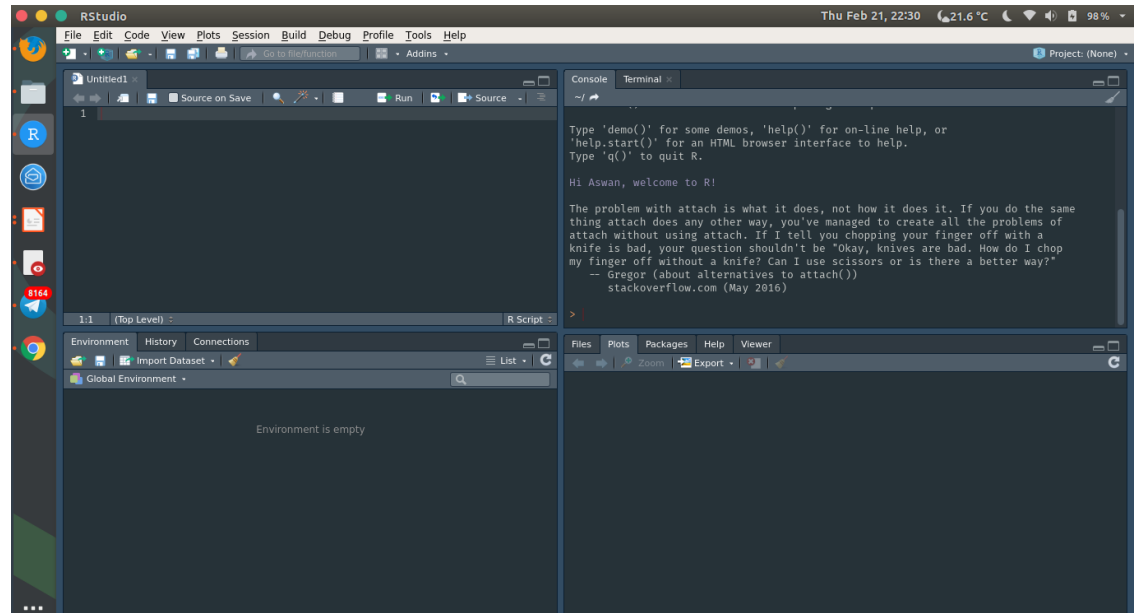 RStudio
Thu Feb 21, 22:30
21.6°C
98%
File Edit Code View Plots Session Build Debug Profile Tools Help
Go to file/function
Addins
Project: (None)
Untitled1
Source on Save
Run
Source
1
1:1
(Top Level)
R Script
Console Terminal
~/
Type 'demo()' for some demos, 'help()' for on-line help, or
'help.start()' for an HTML browser interface to help.
Type 'q()' to quit R.
Hi Aswan, welcome to R!
The problem with attach is what it does, not how it does it. If you do the same
thing attach does any other way, you've managed to create all the problems of
attach without using attach. If I tell you chopping your finger off with a
knife is bad, your question shouldn't be "Okay, knives are bad. How do I chop
my finger off without a knife? Can I use scissors or is there a better way?"
-- Gregor (about alternatives to attach())
stackoverflow.com (May 2016)
>
Environment History Connections
Import Dataset
List
Global Environment
Environment is empty
Files Plots Packages Help Viewer
Zoom
Export
R
8164